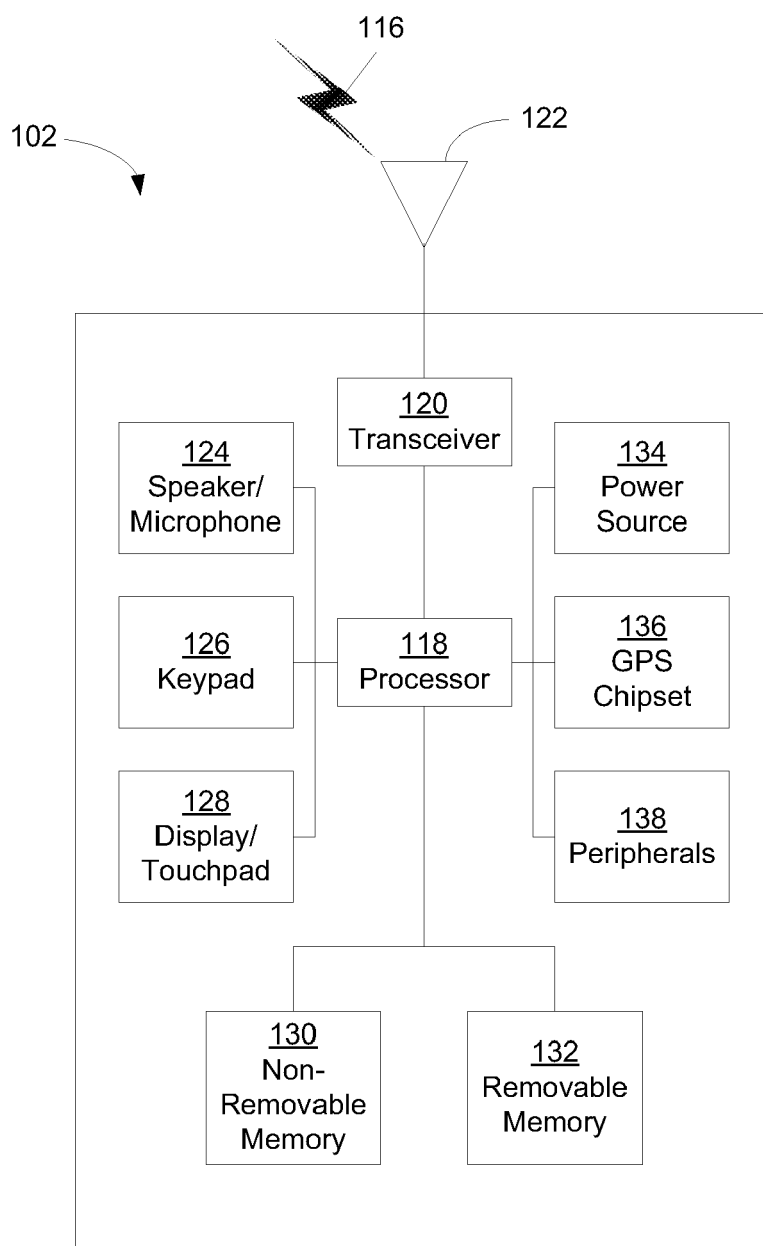 116
122
102
120
Transceiver
124
Speaker/
Microphone
134
Power
Source
126
Keypad
118
Processor
136
GPS
Chipset
128
Display/
Touchpad
138
Peripherals
130
Non-
Removable
Memory
132
Removable
Memory